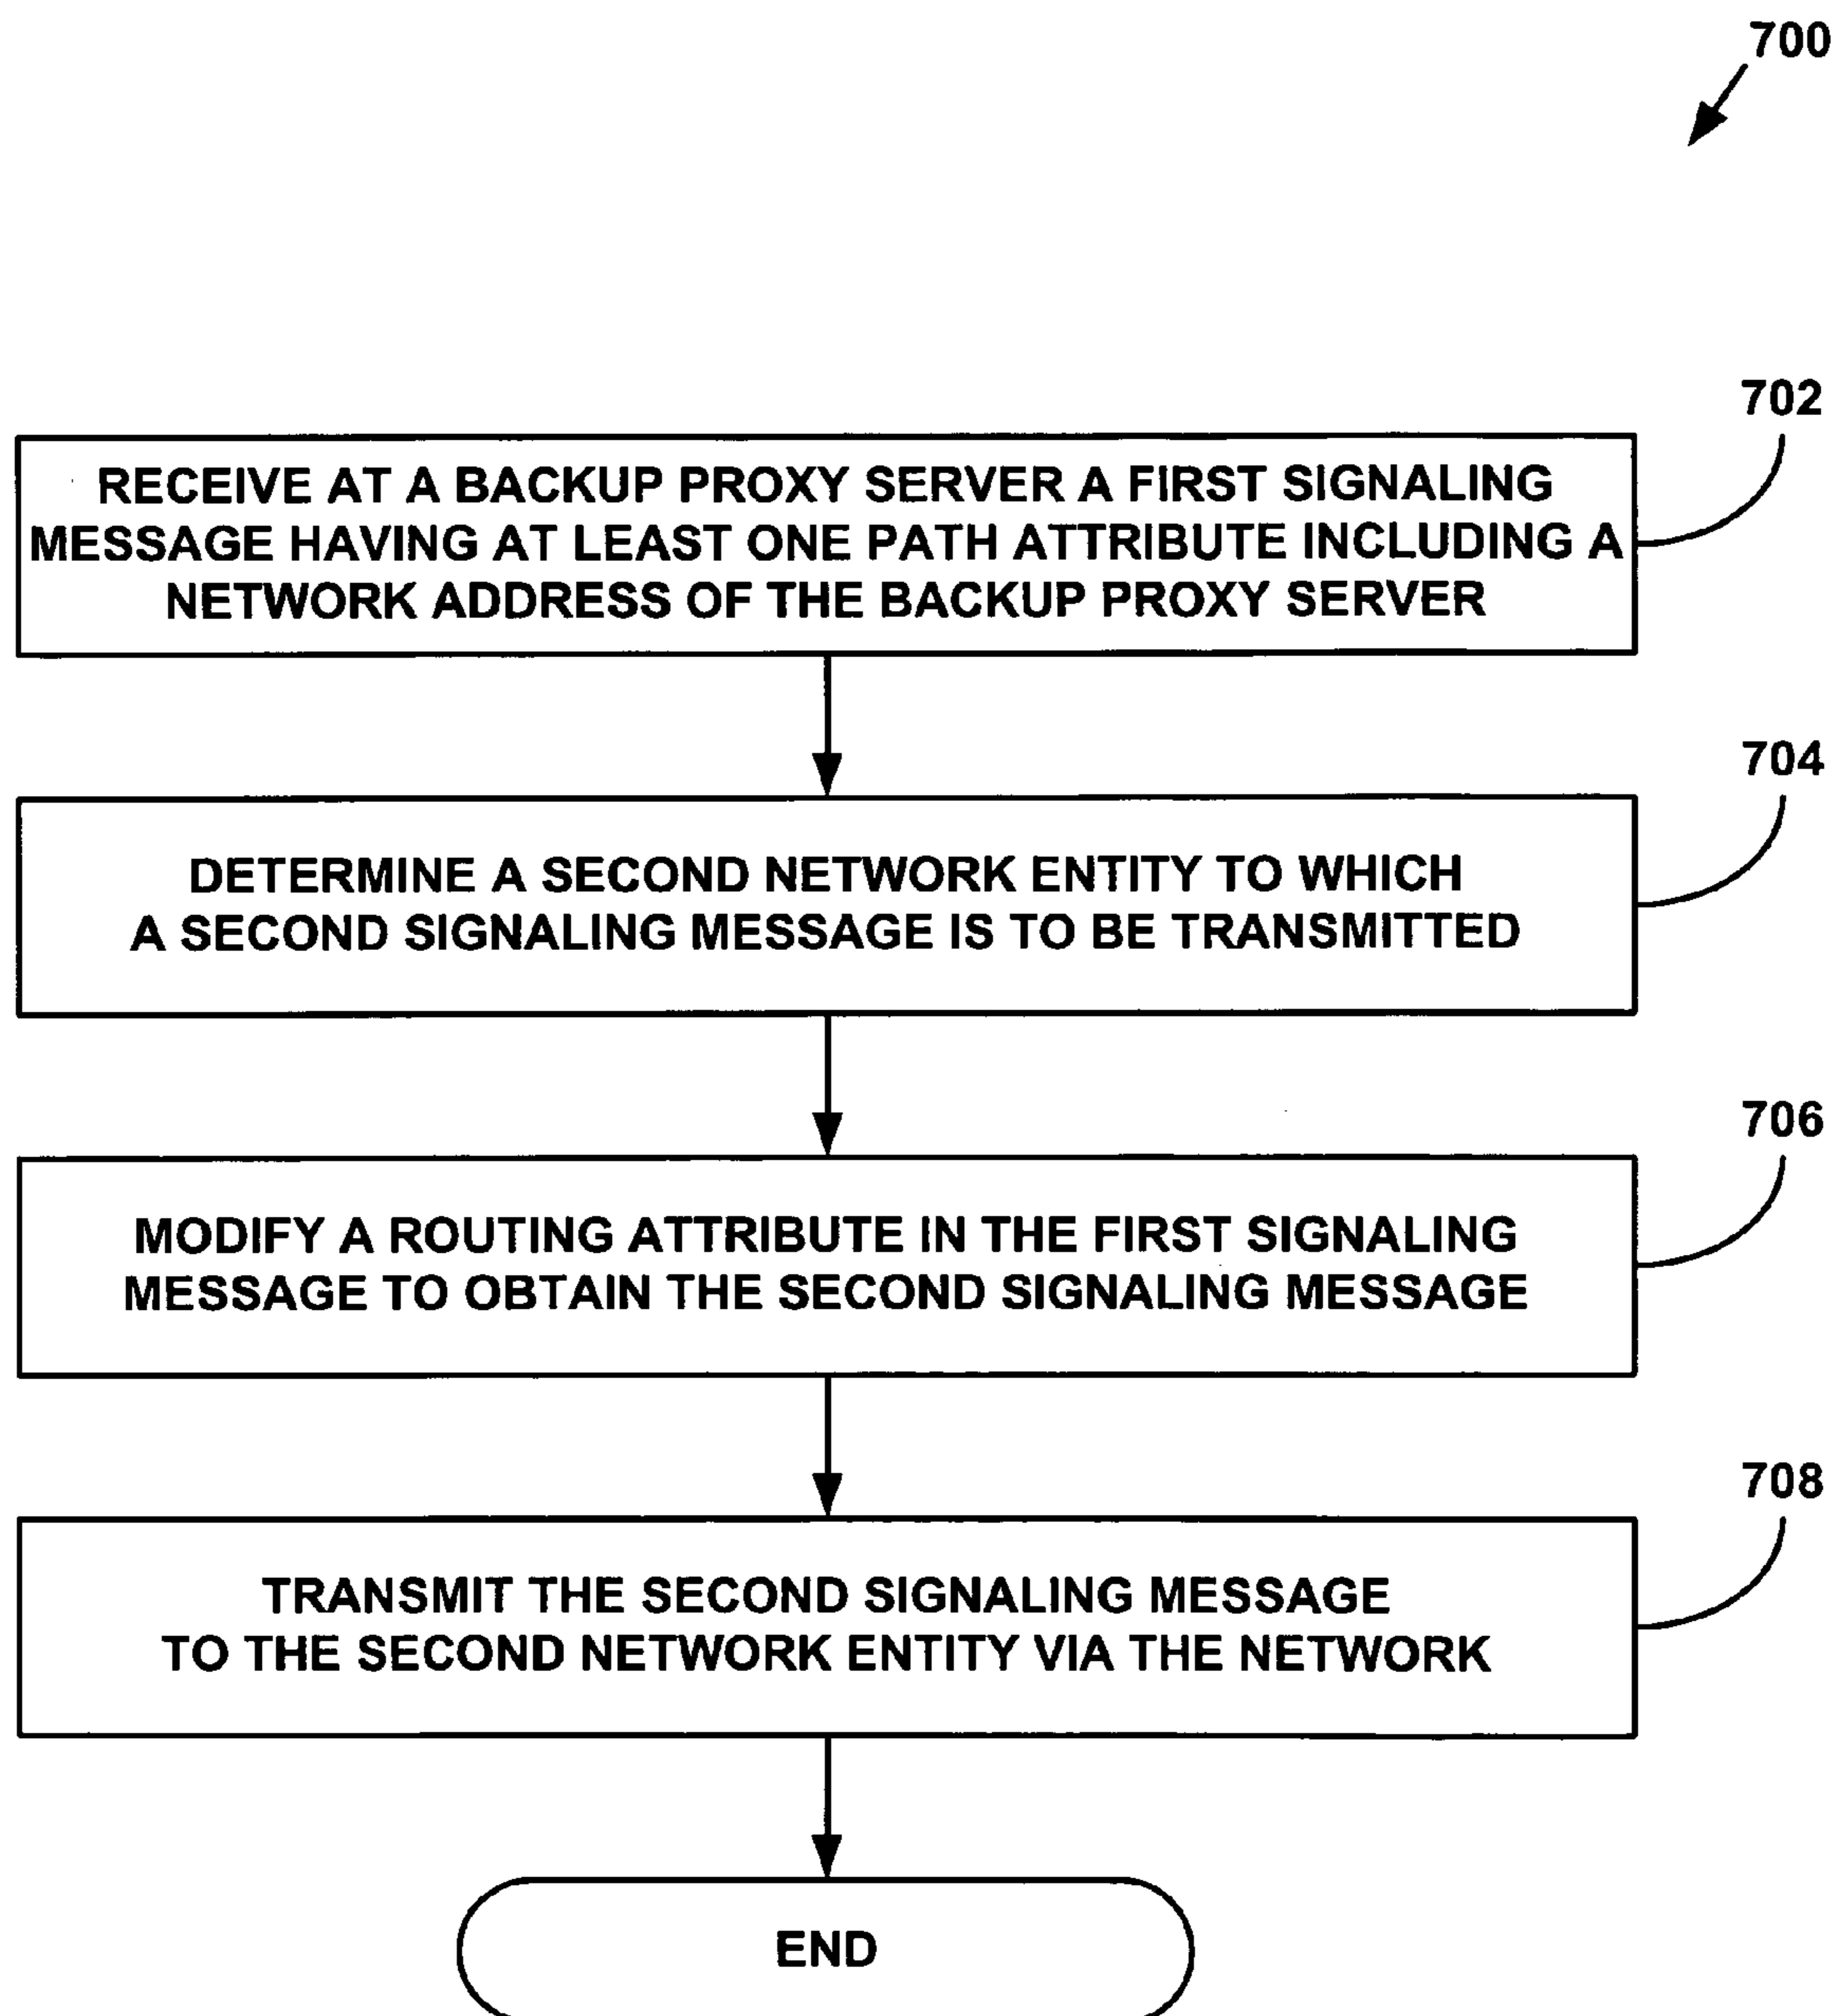 700
702
RECEIVE AT A BACKUP PROXY SERVER A FIRST SIGNALING
MESSAGE HAVING AT LEAST ONE PATH ATTRIBUTE INCLUDING A
NETWORK ADDRESS OF THE BACKUP PROXY SERVER
704
DETERMINE A SECOND NETWORK ENTITY TO WHICH
A SECOND SIGNALING MESSAGE IS TO BE TRANSMITTED
706
MODIFY A ROUTING ATTRIBUTE IN THE FIRST SIGNALING
MESSAGE TO OBTAIN THE SECOND SIGNALING MESSAGE
708
TRANSMIT THE SECOND SIGNALING MESSAGE
TO THE SECOND NETWORK ENTITY VIA THE NETWORK
END